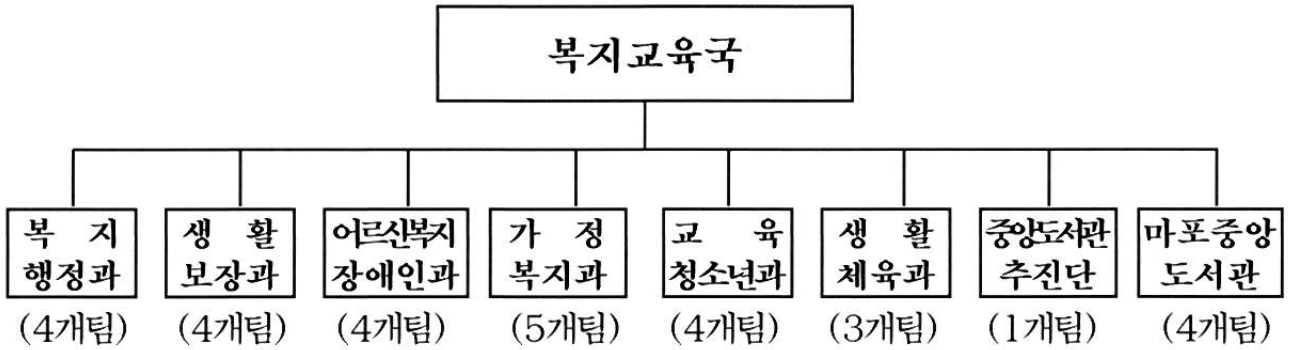 복지교육국
복 지
행정과
(4개팀)
생 활
보장과
(4개팀)
어르신복지
장애인과
(4개팀)
가 정
복지과
(5개팀)
교 육
청소년과
(4개팀)
생 활
체육과
(3개팀)
중앙도서관
추진단
(1개팀)
마포중앙
도서관
(4개팀)